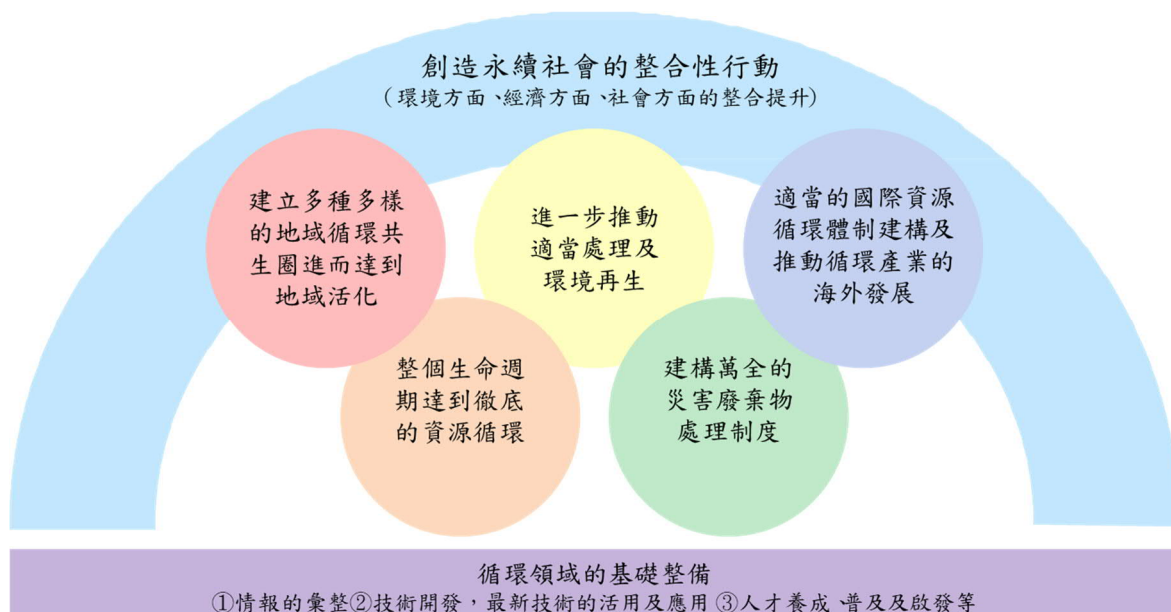 創造永續社會的整合性行動
(環境方面、經濟方面、社會方面的整合提升)
建立多種多樣
的地域循環共
生圈進而達到
地域活化
進一步推動
適當處理及
環境再生
適當的國際資源
循環體制建構及
推動循環產業的
海外發展
整個生命週
期達到徹底
的資源循環
建構萬全的
災害廢棄物
處理制度
循環領域的基礎整備
①情報的彙整②技術開發,最新技術的活用及應用 ③人才養成、普及及啟發等